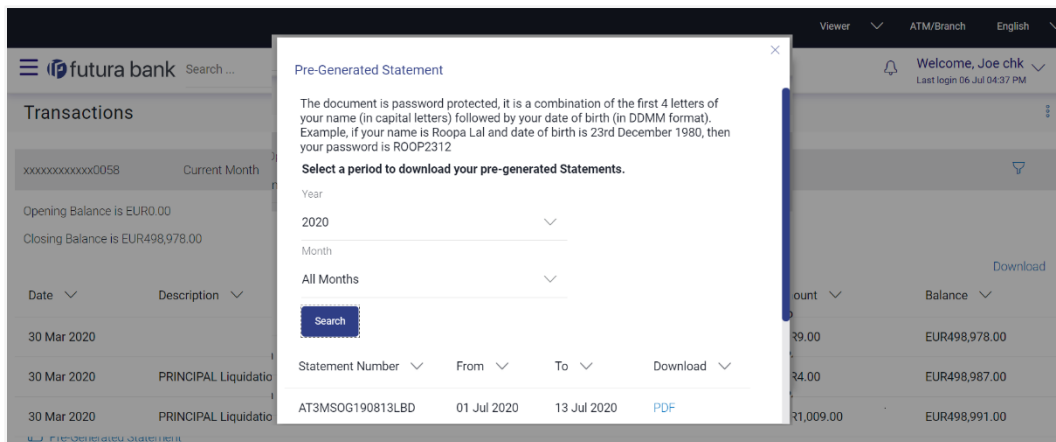 Viewer ATM/Branch English
futura bank Search ... Welcome, Joe chk
Last login 06 Jul 04:37 PM
Transactions
xxxxxxxxxxxx0058 Current Month
Opening Balance is EUR0.00
Closing Balance is EUR498,978.00
Download
Date Description Balance
30 Mar 2020 EUR498,978.00
30 Mar 2020 PRINCIPAL EUR498,987.00
30 Mar 2020 PRINCIPAL EUR498,991.00
Pre-Generated Statement
Pre-Generated Statement
The document is password protected, it is a combination of the first 4 letters of
your name (in capital letters) followed by your date of birth (in DDMM format).
Example, if your name is Roopa Lal and date of birth is 23rd December 1980, then
your password is ROOP2312
Select a period to download your pre-generated Statements.
Year
2020
Month
All Months
Search
Statement Number From To Download
AT3MSOG190813LBD 01 Jul 2020 13 Jul 2020 PDF